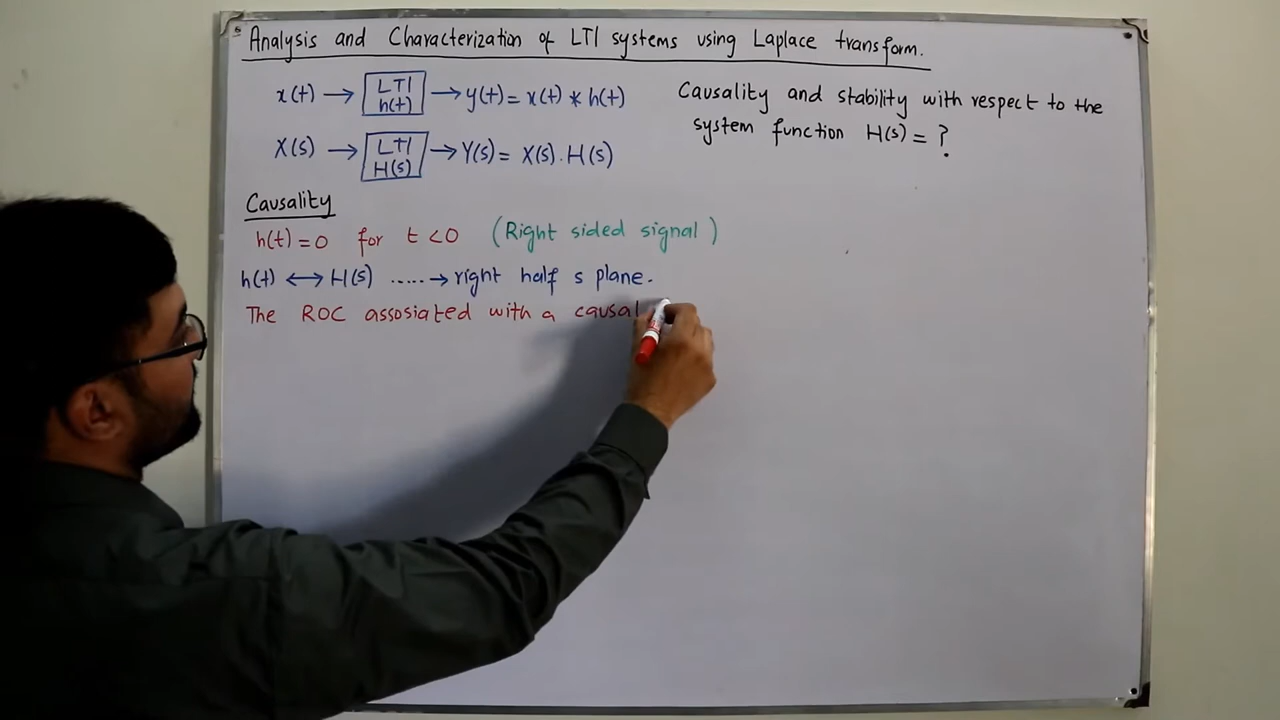 Analysis and Characterization of LTI systems using Laplace transform.
x(t) → LTI h(t) → y(t) = x(t) * h(t)
X(s) → LTI H(s) → Y(s) = X(s) . H(s)
Causality and stability with respect to the
system function H(s) = ?
Causality
h(t) = 0 for t < 0 (Right sided signal)
h(t) ↔ H(s) ..... → right half s plane.
The ROC assosiated with a causal